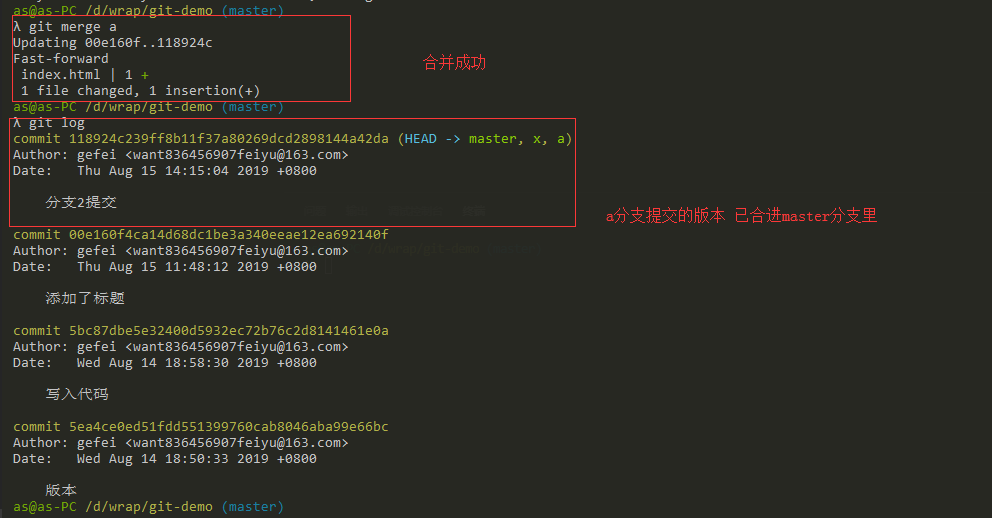 as@as-PC /d/wrap/git-demo (master)
λ git merge a
Updating 00e160f..118924c
Fast-forward
index.html | 1 +
1 file changed, 1 insertion(+)
合并成功
as@as-PC /d/wrap/git-demo (master)
λ git log
commit 118924c239ff8b11f37a80269dcd2898144a42da (HEAD -> master, x, a)
Author: gefei <want836456907feiyu@163.com>
Date:   Thu Aug 15 14:15:04 2019 +0800
分支2提交
a分支提交的版本 已合进master分支里
commit 00e160f4ca14d68dc1be3a340eeae12ea692140f
Author: gefei <want836456907feiyu@163.com>
Date:   Thu Aug 15 11:48:12 2019 +0800
添加了标题
commit 5bc87dbe5e32400d5932ec72b76c2d8141461e0a
Author: gefei <want836456907feiyu@163.com>
Date:   Wed Aug 14 18:58:30 2019 +0800
写入代码
commit 5ea4ce0ed51fdd551399760cab8046aba99e66bc
Author: gefei <want836456907feiyu@163.com>
Date:   Wed Aug 14 18:50:33 2019 +0800
版本
as@as-PC /d/wrap/git-demo (master)